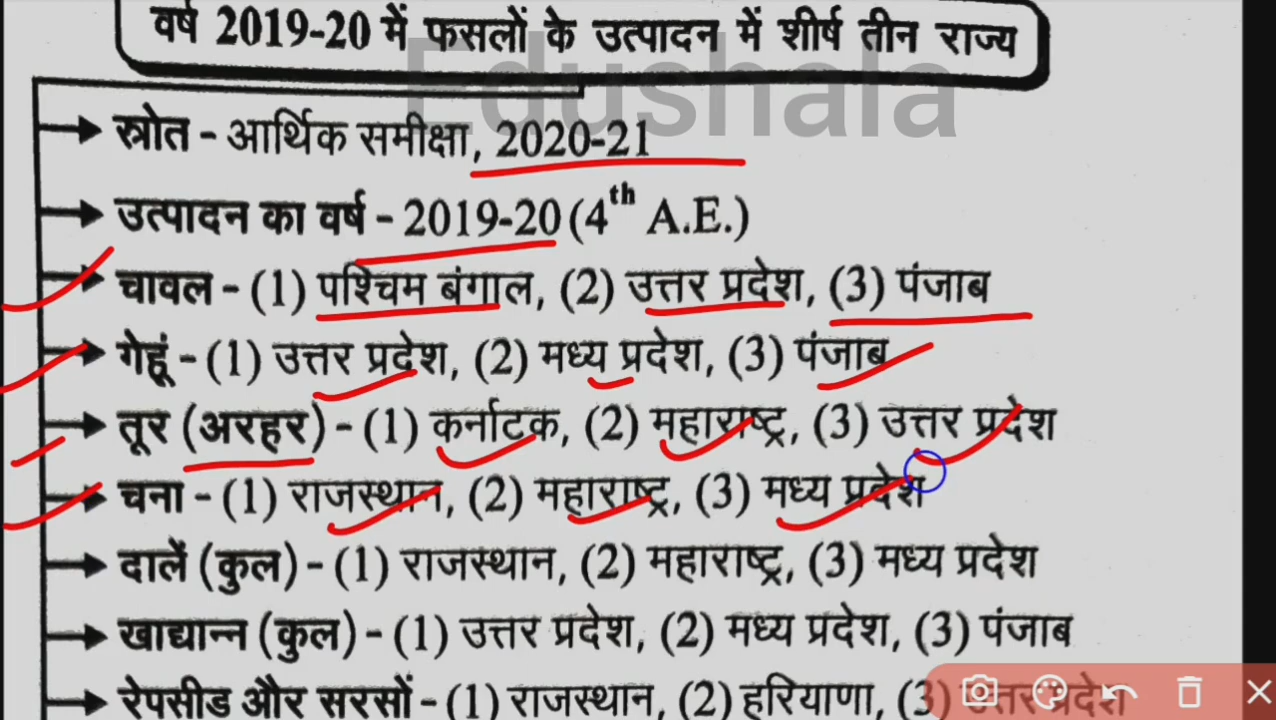 वर्ष 2019-20 में फसलों के उत्पादन में शीर्ष तीन राज्य
Edushala
स्त्रोत - आर्थिक समीक्षा, 2020-21
उत्पादन का वर्ष - 2019-20 (4th A.E.)
चावल - (1) पश्चिम बंगाल, (2) उत्तर प्रदेश, (3) पंजाब
गेहूं - (1) उत्तर प्रदेश, (2) मध्य प्रदेश, (3) पंजाब
तूर (अरहर) - (1) कर्नाटक, (2) महाराष्ट्र, (3) उत्तर प्रदेश
चना - (1) राजस्थान, (2) महाराष्ट्र, (3) मध्य प्रदेश
दालें (कुल) - (1) राजस्थान, (2) महाराष्ट्र, (3) मध्य प्रदेश
खाद्यान्न (कुल) - (1) उत्तर प्रदेश, (2) मध्य प्रदेश, (3) पंजाब
रेपसीड और सरसों - (1) राजस्थान, (2) हरियाणा, (3) उत्तर प्रदेश